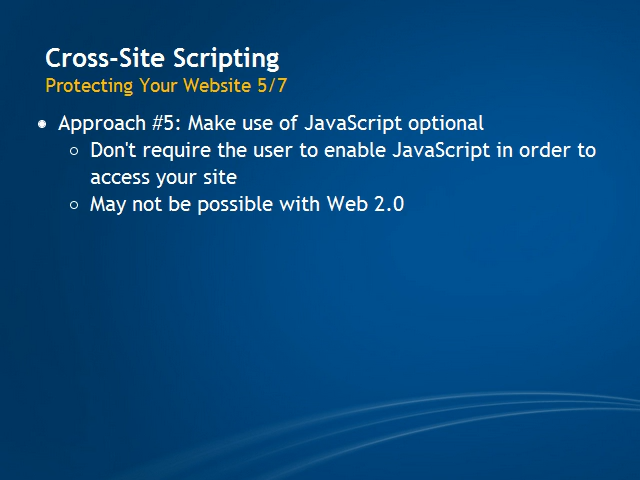 Cross-Site Scripting
Protecting Your Website 5/7
Approach #5: Make use of JavaScript optional
Don't require the user to enable JavaScript in order to
access your site
May not be possible with Web 2.0